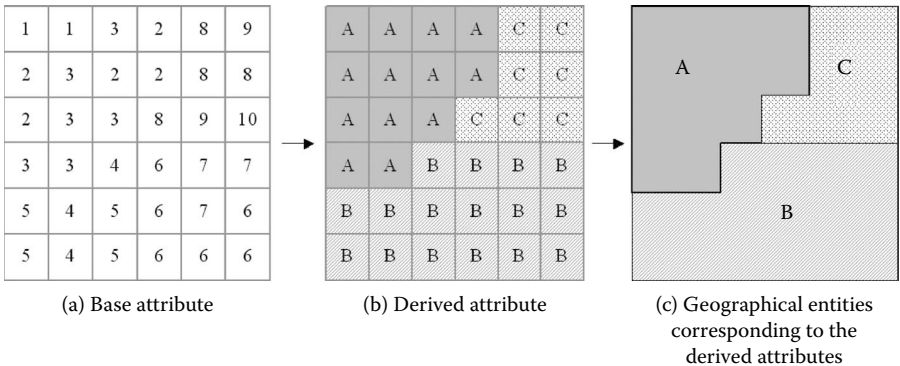 1 1 3 2 8 9
2 3 2 2 8 8
2 3 3 8 9 10
3 3 4 6 7 7
5 4 5 6 7 6
5 4 5 6 6 6
(a) Base attribute
A A A A C C
A A A A C C
A A A C C C
A A B B B B
B B B B B B
B B B B B B
(b) Derived attribute
A
C
B
(c) Geographical entities
corresponding to the
derived attributes